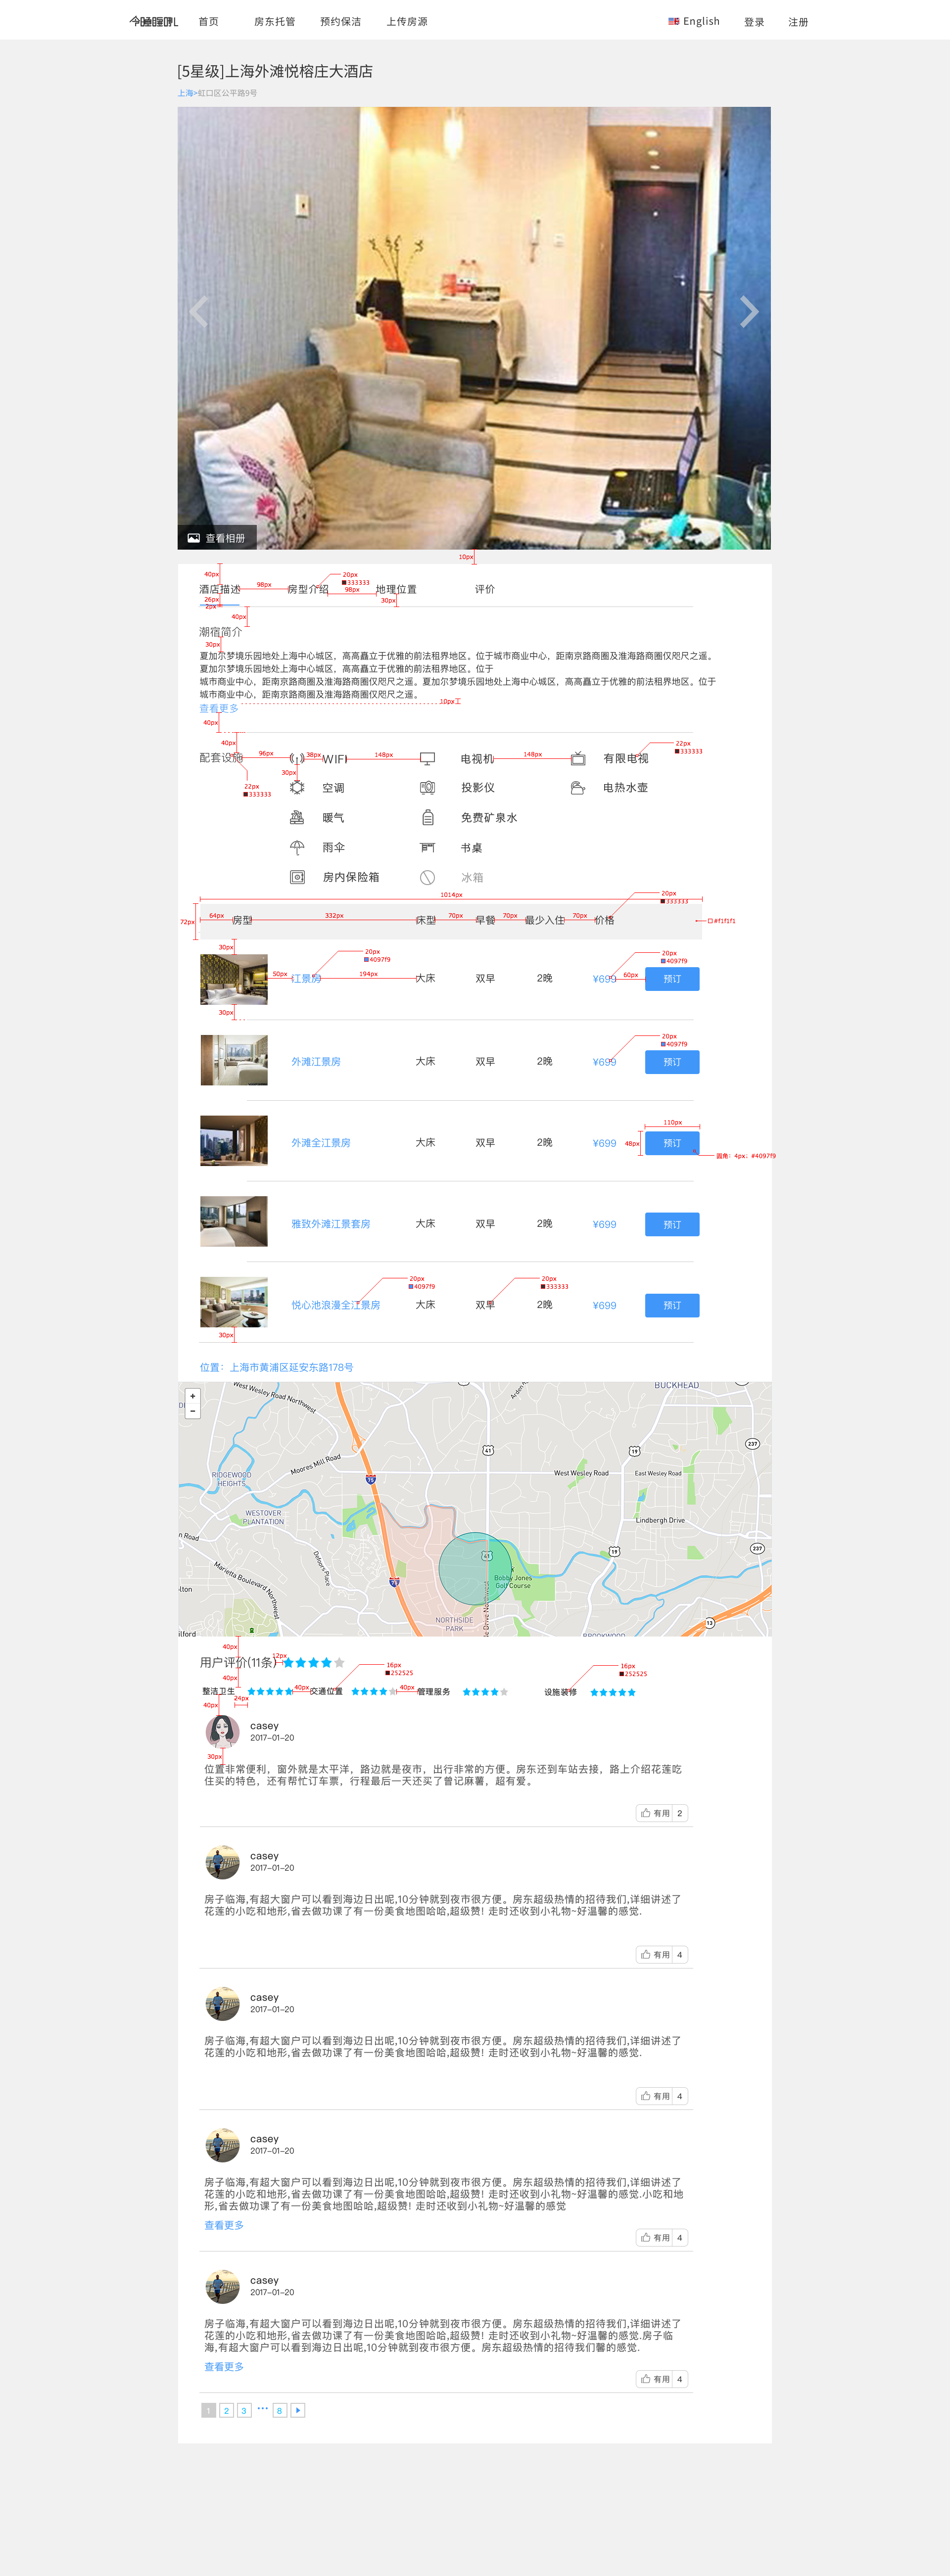 首页 房东托管 预约保洁 上传房源 English 登录 注册
[5星级]上海外滩悦榕庄大酒店
上海>虹口区公平路9号
查看相册
10px
40px 20px
333333
酒店描述 98px 房型介绍 98px 地理位置 评价
26px 30px
2px
40px
潮宿简介
30px
夏加尔梦境乐园地处上海中心城区，高高矗立于优雅的前法租界地区。位于城市商业中心，距南京路商圈及淮海路商圈仅咫尺之遥。
夏加尔梦境乐园地处上海中心城区，高高矗立于优雅的前法租界地区。位于
城市商业中心，距南京路商圈及淮海路商圈仅咫尺之遥。夏加尔梦境乐园地处上海中心城区，高高矗立于优雅的前法租界地区。位于
城市商业中心，距南京路商圈及淮海路商圈仅咫尺之遥。
10px
查看更多
40px
40px 22px
333333
配套设施 96px 38px WIFI 148px 电视机 148px 有限电视
30px
22px
333333
空调 投影仪 电热水壶
暖气 免费矿泉水
雨伞 书桌
房内保险箱 冰箱
1014px 20px
333333
72px 64px 房型 332px 床型 70px 早餐 70px 最少入住 70px 价格 #f1f1f1
30px 20px 20px
4097f9 4097f9
50px 江景房 194px 大床 双早 2晚 ¥699 60px 预订
30px
20px
4097f9
外滩江景房 大床 双早 2晚 ¥699 预订
110px
外滩全江景房 大床 双早 2晚 ¥699 48px 预订
圆角：4px；#4097f9
雅致外滩江景套房 大床 双早 2晚 ¥699 预订
20px 20px
4097f9 333333
悦心池浪漫全江景房 大床 双早 2晚 ¥699 预订
30px
位置：上海市黄浦区延安东路178号
+
−
West Wesley Road Northwest
Arden Ro
BUCKHEAD
237
41
19
Moores Mill Road
RIDGEWOOD
HEIGHTS
75
West Wesley Road
East Wesley Road
WESTOVER
PLANTATION
Lindbergh Drive
n Road
Defoors Place
41
19
237
Marietta Boulevard Northwest
75
Bobby Jones
Golf Course
olton
NORTHSIDE
PARK
le Drive Northwest
13
ilford
BROOKWOOD
40px 12px
用户评价(11条)
40px 16px 16px
252525 252525
整洁卫生 40px 交通位置 40px 管理服务 设施装修
24px
40px
casey
2017-01-20
30px
位置非常便利，窗外就是太平洋，路边就是夜市，出行非常的方便。房东还到车站去接，路上介绍花莲吃
住买的特色，还有帮忙订车票，行程最后一天还买了曾记麻薯，超有爱。
有用 2
casey
2017-01-20
房子临海,有超大窗户可以看到海边日出呢,10分钟就到夜市很方便。房东超级热情的招待我们,详细讲述了
花莲的小吃和地形,省去做功课了有一份美食地图哈哈,超级赞! 走时还收到小礼物~好温馨的感觉.
有用 4
casey
2017-01-20
房子临海,有超大窗户可以看到海边日出呢,10分钟就到夜市很方便。房东超级热情的招待我们,详细讲述了
花莲的小吃和地形,省去做功课了有一份美食地图哈哈,超级赞! 走时还收到小礼物~好温馨的感觉.
有用 4
casey
2017-01-20
房子临海,有超大窗户可以看到海边日出呢,10分钟就到夜市很方便。房东超级热情的招待我们,详细讲述了
花莲的小吃和地形,省去做功课了有一份美食地图哈哈,超级赞! 走时还收到小礼物~好温馨的感觉.小吃和地
形,省去做功课了有一份美食地图哈哈,超级赞! 走时还收到小礼物~好温馨的感觉
查看更多
有用 4
casey
2017-01-20
房子临海,有超大窗户可以看到海边日出呢,10分钟就到夜市很方便。房东超级热情的招待我们,详细讲述了
花莲的小吃和地形,省去做功课了有一份美食地图哈哈,超级赞! 走时还收到小礼物~好温馨的感觉.房子临
海,有超大窗户可以看到海边日出呢,10分钟就到夜市很方便。房东超级热情的招待我们馨的感觉.
查看更多
有用 4
1 2 3 ••• 8